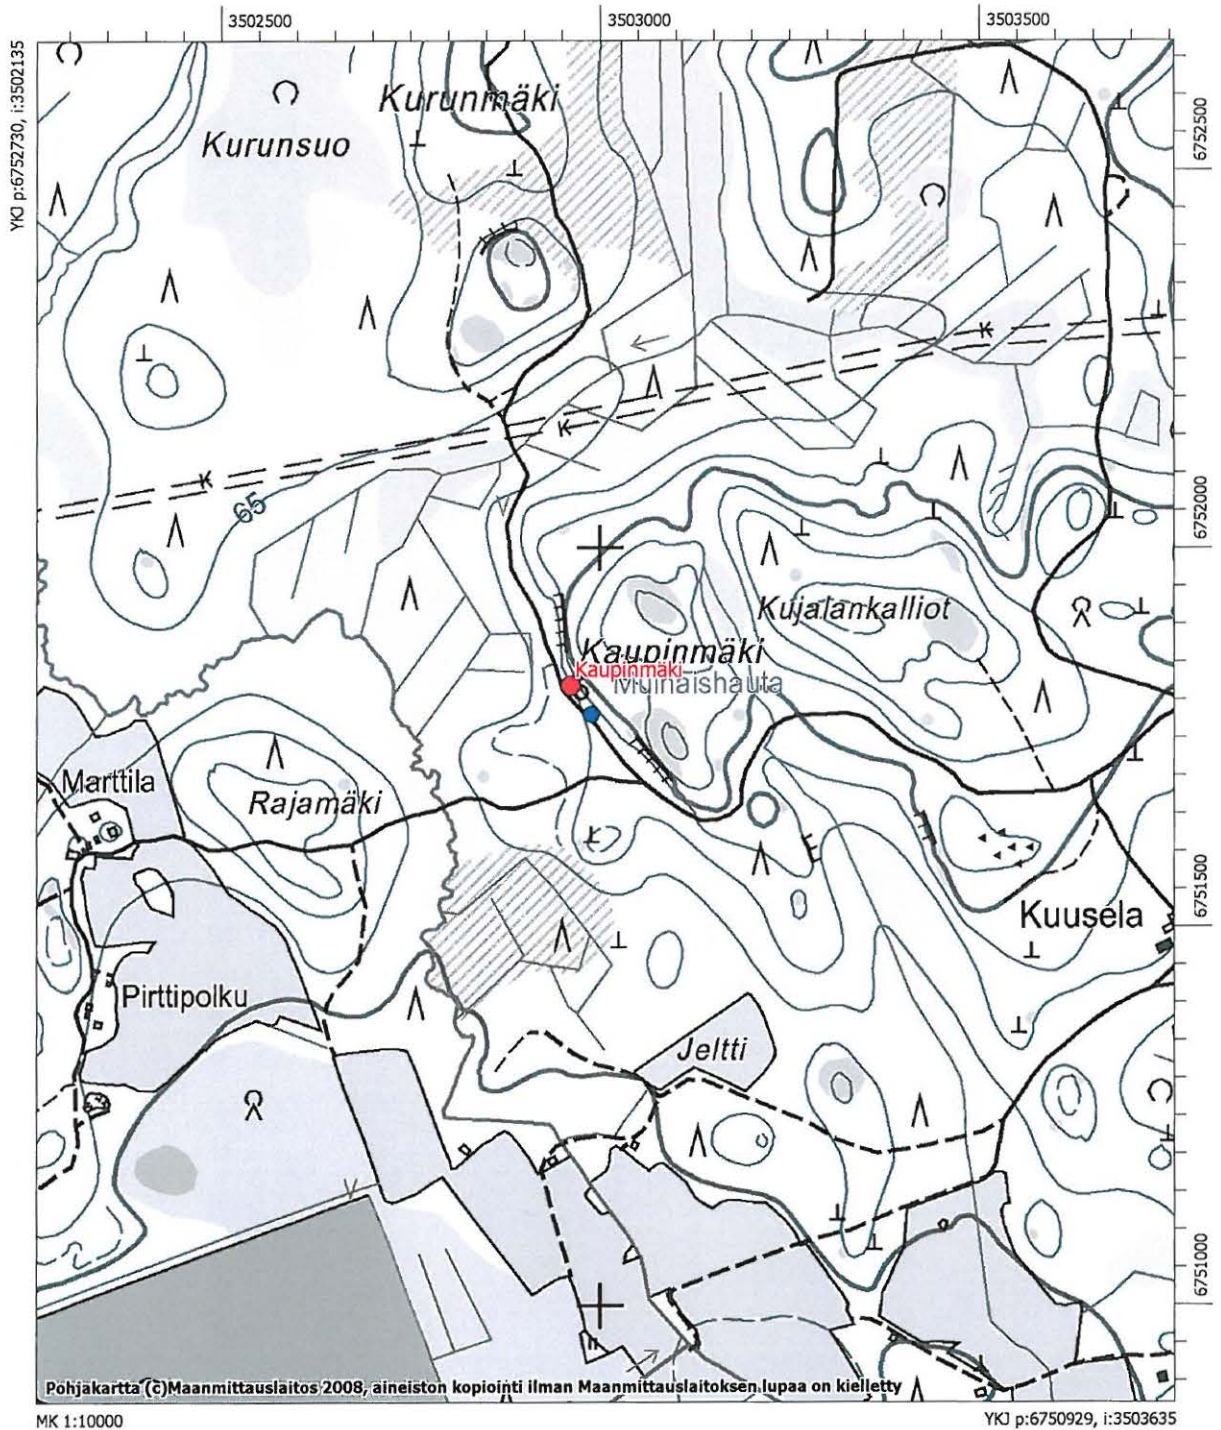 3502500
3503000
3503500
YKJ p:6752730, i:3502135
Kurunmäki
Kurunsuo
6752500
K
K
K
65
6752000
Kujalankalliot
Kaupinmäki
Kaupinmäki
Muinaishauta
Marttila
Rajamäki
6751500
Kuusela
Pirttipolku
Jeltti
6751000
Pohjakartta (c)Maanmittauslaitos 2008, aineiston kopiointi ilman Maanmittauslaitoksen lupaa on kielletty
MK 1:10000
YKJ p:6750929, i:3503635